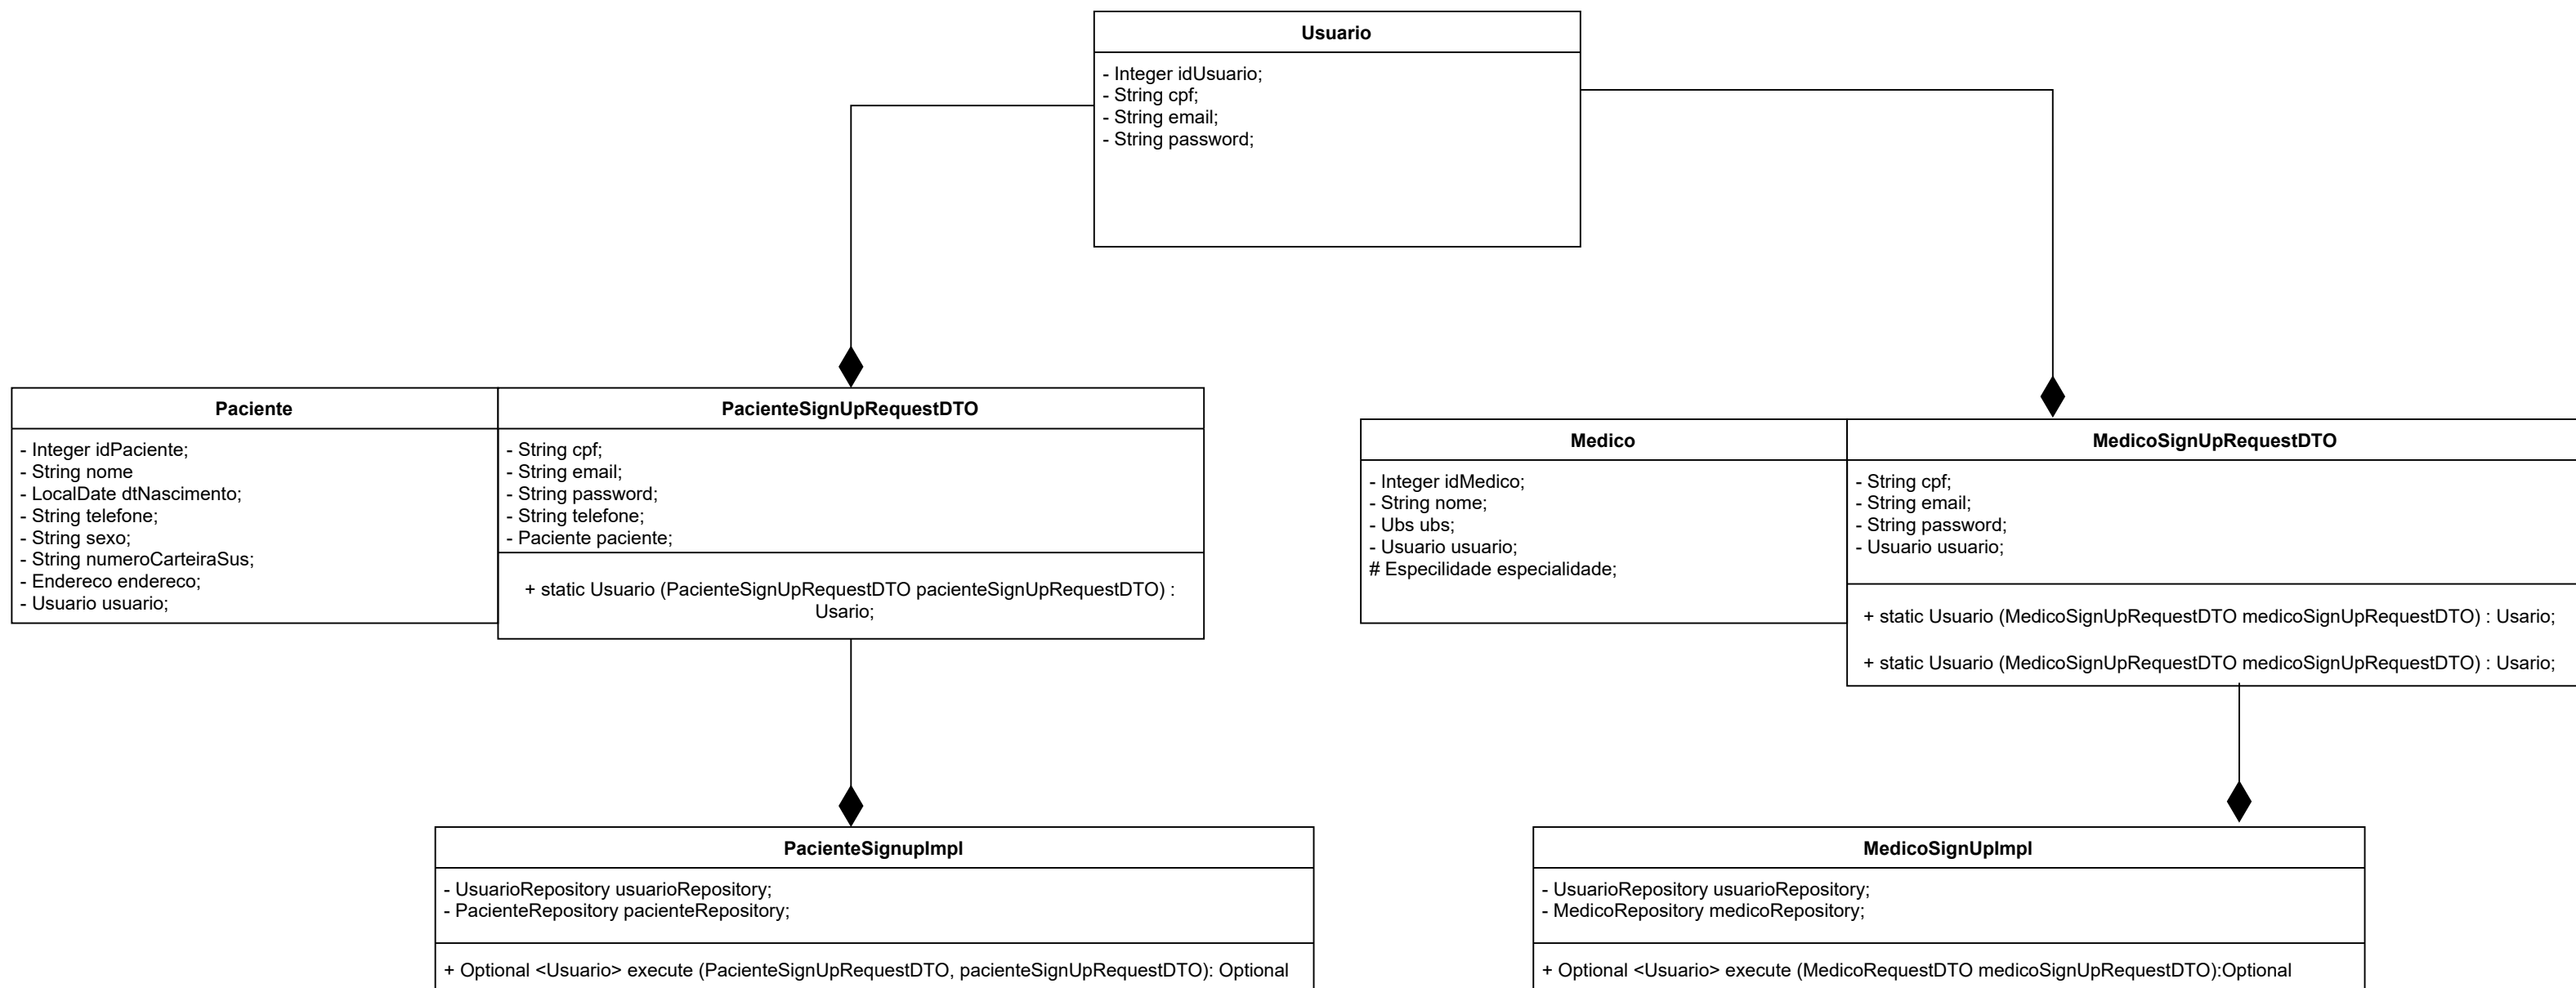 Usuario
- Integer idUsuario;
- String cpf;
- String email;
- String password;
Paciente
- Integer idPaciente;
- String nome
- LocalDate dtNascimento;
- String telefone;
- String sexo;
- String numeroCarteiraSus;
- Endereco endereco;
- Usuario usuario;
PacienteSignUpRequestDTO
- String cpf;
- String email;
- String password;
- String telefone;
- Paciente paciente;
+ static Usuario (PacienteSignUpRequestDTO pacienteSignUpRequestDTO) :
Usario;
Medico
- Integer idMedico;
- String nome;
- Ubs ubs;
- Usuario usuario;
# Especilidade especialidade;
MedicoSignUpRequestDTO
- String cpf;
- String email;
- String password;
- Usuario usuario;
+ static Usuario (MedicoSignUpRequestDTO medicoSignUpRequestDTO) : Usario;
+ static Usuario (MedicoSignUpRequestDTO medicoSignUpRequestDTO) : Usario;
PacienteSignupImpl
- UsuarioRepository usuarioRepository;
- PacienteRepository pacienteRepository;
+ Optional <Usuario> execute (PacienteSignUpRequestDTO, pacienteSignUpRequestDTO): Optional
MedicoSignUpImpl
- UsuarioRepository usuarioRepository;
- MedicoRepository medicoRepository;
+ Optional <Usuario> execute (MedicoRequestDTO medicoSignUpRequestDTO):Optional